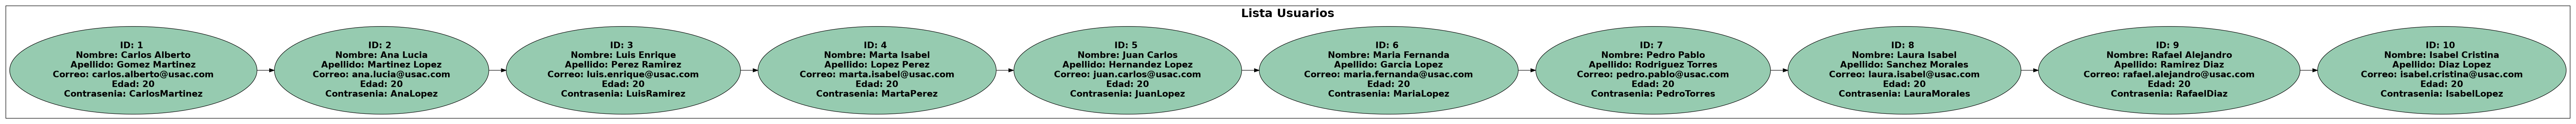 Lista Usuarios
ID: 1
Nombre: Carlos Alberto
Apellido: Gomez Martinez
Correo: carlos.alberto@usac.com
Edad: 20
Contrasenia: CarlosMartinez
ID: 2
Nombre: Ana Lucia
Apellido: Martinez Lopez
Correo: ana.lucia@usac.com
Edad: 20
Contrasenia: AnaLopez
ID: 3
Nombre: Luis Enrique
Apellido: Perez Ramirez
Correo: luis.enrique@usac.com
Edad: 20
Contrasenia: LuisRamirez
ID: 4
Nombre: Marta Isabel
Apellido: Lopez Perez
Correo: marta.isabel@usac.com
Edad: 20
Contrasenia: MartaPerez
ID: 5
Nombre: Juan Carlos
Apellido: Hernandez Lopez
Correo: juan.carlos@usac.com
Edad: 20
Contrasenia: JuanLopez
ID: 6
Nombre: Maria Fernanda
Apellido: Garcia Lopez
Correo: maria.fernanda@usac.com
Edad: 20
Contrasenia: MariaLopez
ID: 7
Nombre: Pedro Pablo
Apellido: Rodriguez Torres
Correo: pedro.pablo@usac.com
Edad: 20
Contrasenia: PedroTorres
ID: 8
Nombre: Laura Isabel
Apellido: Sanchez Morales
Correo: laura.isabel@usac.com
Edad: 20
Contrasenia: LauraMorales
ID: 9
Nombre: Rafael Alejandro
Apellido: Ramirez Diaz
Correo: rafael.alejandro@usac.com
Edad: 20
Contrasenia: RafaelDiaz
ID: 10
Nombre: Isabel Cristina
Apellido: Diaz Lopez
Correo: isabel.cristina@usac.com
Edad: 20
Contrasenia: IsabelLopez